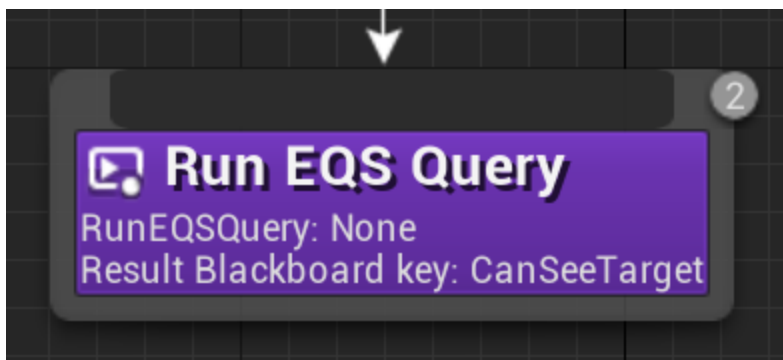 2
Run EQS Query
RunEQSQuery: None
Result Blackboard key: CanSeeTarget